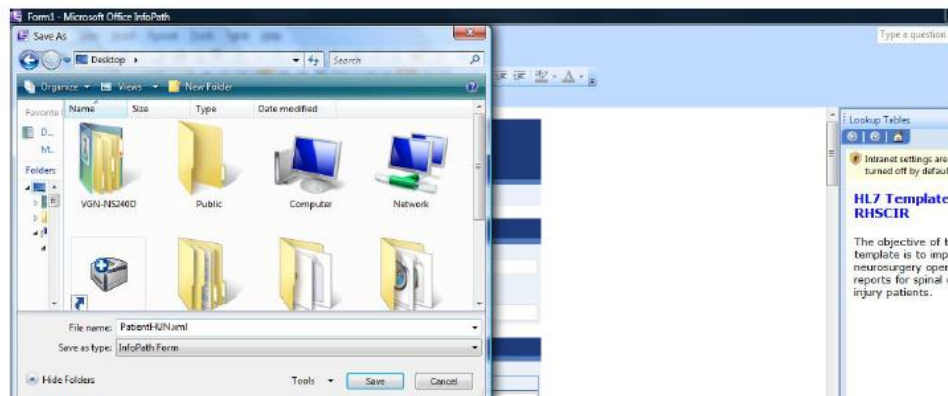 Form1 - Microsoft Office InfoPath
Save As
Type a question
Desktop
Search
Organize Views New Folder
Favorite
Name Size Type Date modified
D...
M...
Folders
VGN-NS240D Public Computer Network
File name: PatientHUN.xml
Save as type: InfoPath Form
Hide Folders Tools Save Cancel
Lookup Tables
Intranet settings are
turned off by defaul
HL7 Template
RHSCIR
The objective of t
template is to imp
neurosurgery oper
reports for spinal
injury patients.